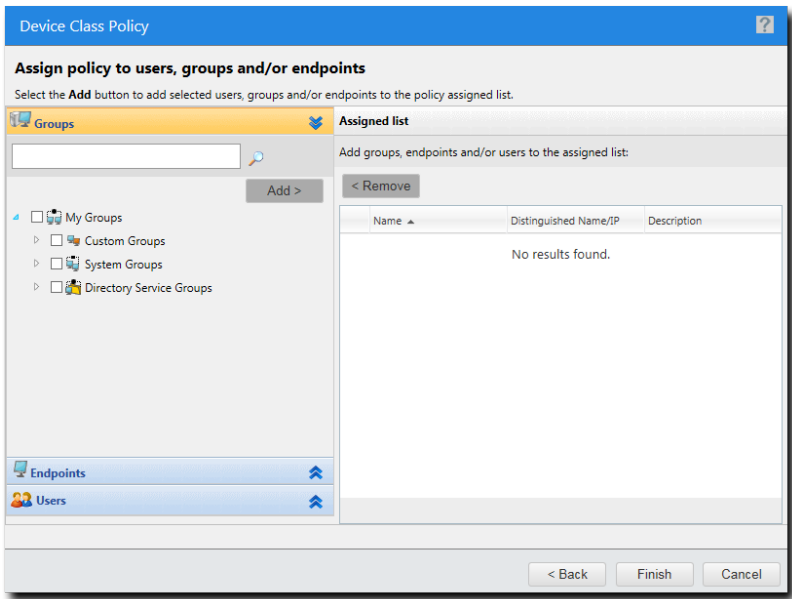 Device Class Policy
?
Assign policy to users, groups and/or endpoints
Select the Add button to add selected users, groups and/or endpoints to the policy assigned list.
Groups
Add >
My Groups
Custom Groups
System Groups
Directory Service Groups
Endpoints
Users
Assigned list
Add groups, endpoints and/or users to the assigned list:
< Remove
Name Distinguished Name/IP Description
No results found.
< Back Finish Cancel